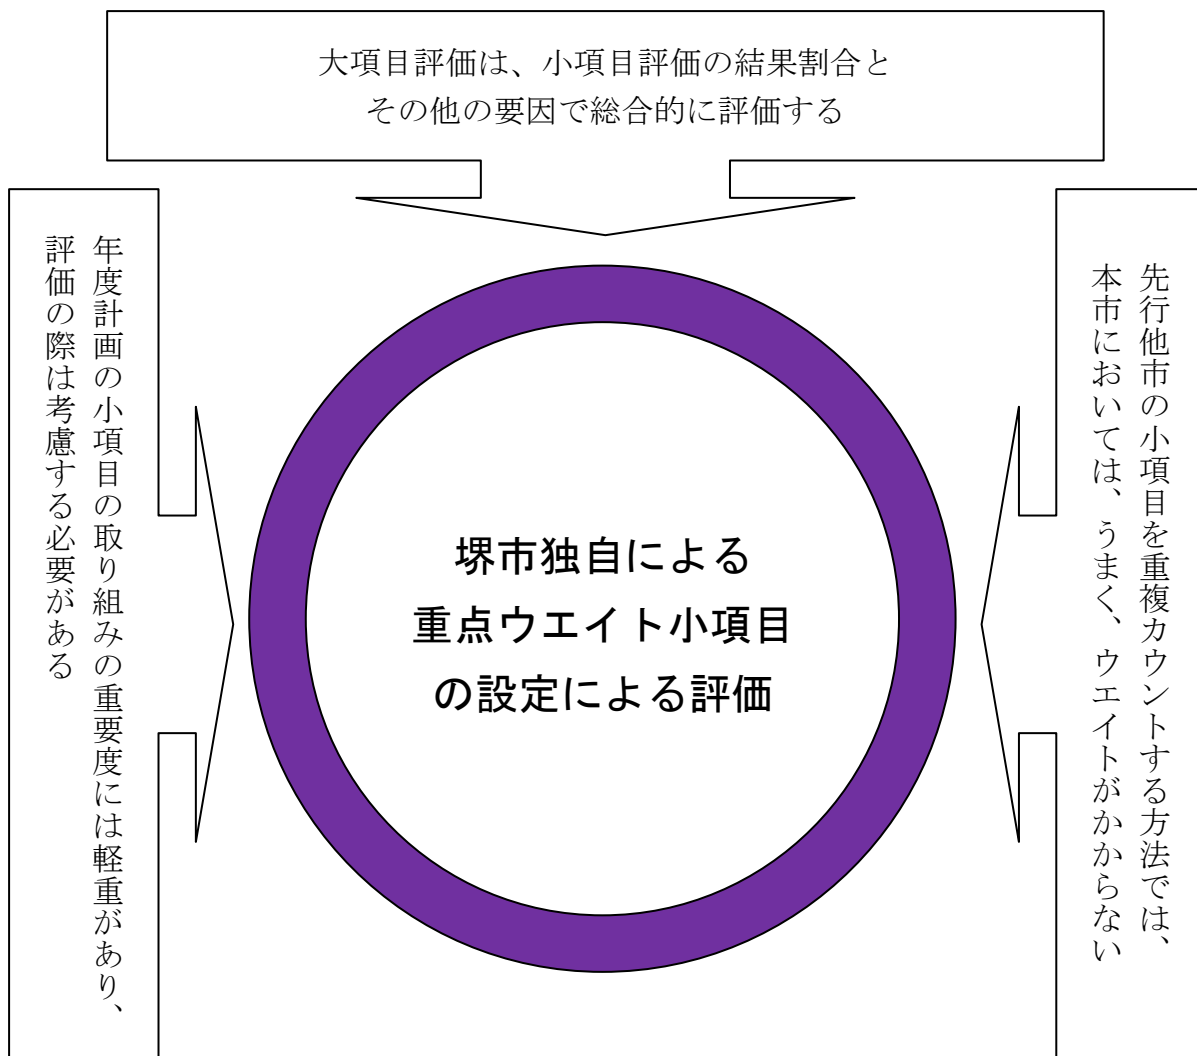 大項目評価は、小項目評価の結果割合と
その他の要因で総合的に評価する
年度計画の小項目の取り組みの重要度には軽重があり、
評価の際は考慮する必要がある
堺市独自による
重点ウエイト小項目
の設定による評価
先行他市の小項目を重複カウントする方法では、
本市においては、うまく、ウエイトがかからない